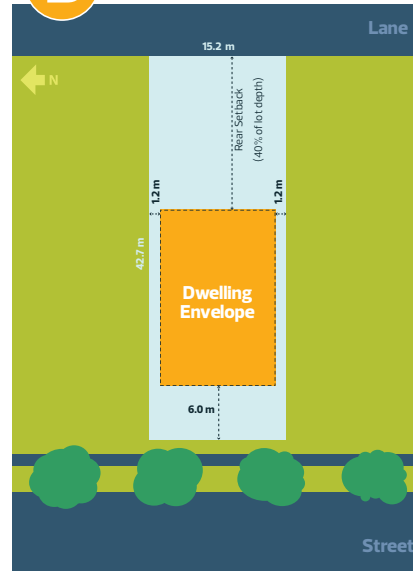 Lane
15.2 m
N
Rear Setback
(40% of lot depth)
1.2 m
1.2 m
42.7 m
Dwelling
Envelope
6.0 m
Street